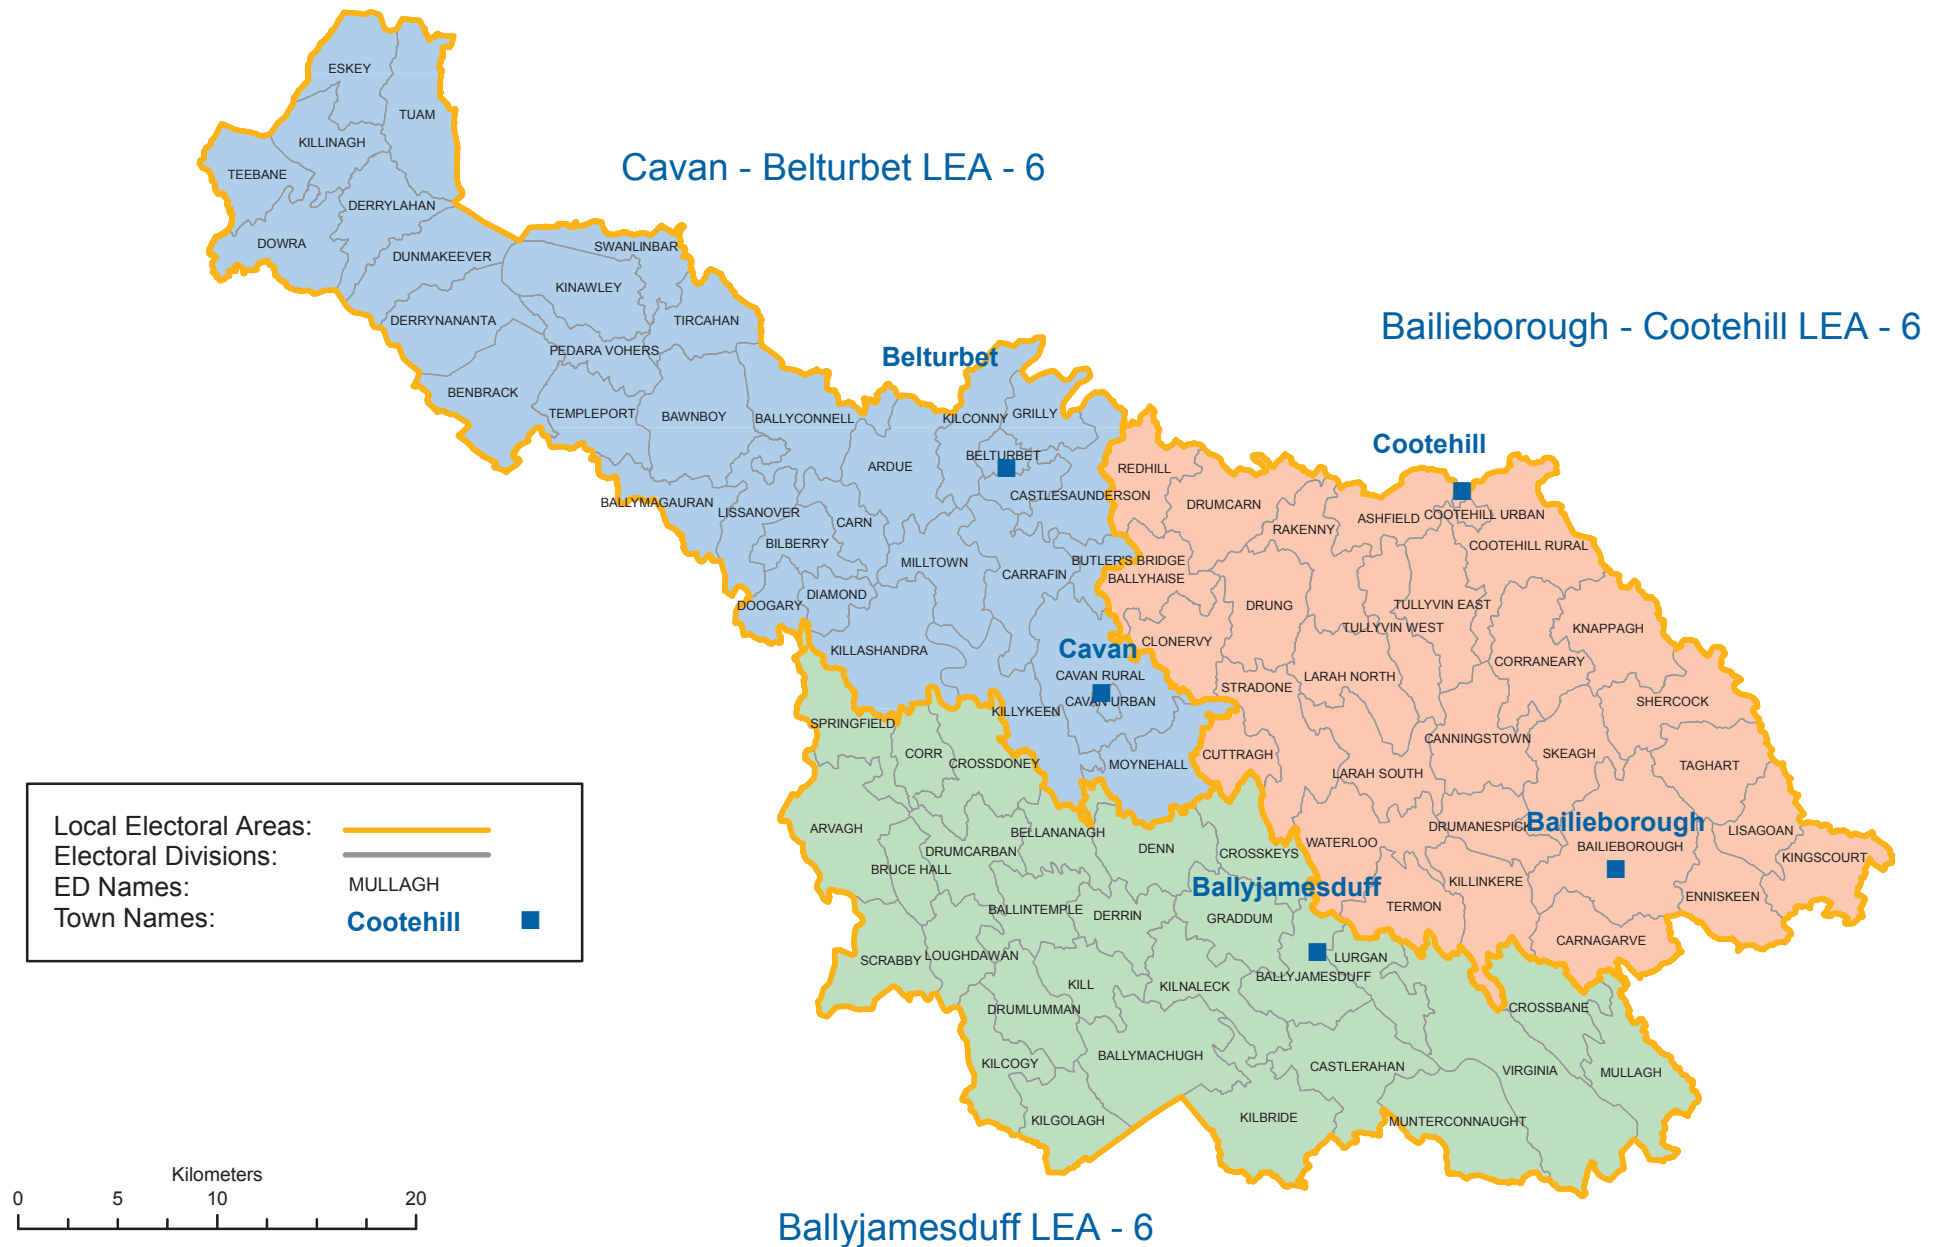 ESKEY
TUAM
KILLINAGH
Cavan - Belturbet LEA - 6
TEEBANE
DERRYLAHAN
DOWRA
SWANLINBAR
DUNMAKEEVER
KINAWLEY
DERRYNANANTA
TIRCAHAN
Bailieborough - Cootehill LEA - 6
PEDARA VOHERS
Belturbet
BENBRACK
TEMPLEPORT
BAWNBOY
BALLYCONNELL
KILCONNY
GRILLY
Cootehill
BELTURBET
ARDUE
REDHILL
CASTLESAUNDERSON
BALLYMAGAURAN
LISSANOVER
CARN
DRUMCARN
RAKENNY
ASHFIELD
COOTEHILL URBAN
BILBERRY
COOTEHILL RURAL
MILLTOWN
CARRAFIN
BUTLER'S BRIDGE
BALLYHAISE
DIAMOND
DOOGARY
DRUNG
TULLYVIN EAST
TULLYVIN WEST
KNAPPAGH
KILLASHANDRA
Cavan
CLONERVY
CORRANEARY
CAVAN RURAL
LARAH NORTH
STRADONE
CAVAN URBAN
SHERCOCK
KILLYKEEN
SPRINGFIELD
CORR
CROSSDONEY
MOYNEHALL
CUTTRAGH
CANNINGSTOWN
SKEAGH
TAGHART
LARAH SOUTH
ARVAGH
BELLANANAGH
DRUMANESPICK
Bailieborough
LISAGOAN
DRUMCARBAN
DENN
CROSSKEYS
WATERLOO
BAILIEBOROUGH
KINGSCOURT
BRUCE HALL
Ballyjamesduff
KILLINKERE
ENNISKEEN
BALLINTEMPLE
DERRIN
GRADDUM
TERMON
CARNAGARVE
SCRABBY
LOUGHDAWAN
LURGAN
BALLYJAMESDUFF
KILL
KILNALECK
DRUMLUMMAN
CROSSBANE
KILCOGY
BALLYMACHUGH
CASTLERAHAN
VIRGINIA
MULLAGH
KILGOLAGH
KILBRIDE
MUNTERCONNAUGHT
Local Electoral Areas:
Electoral Divisions:
ED Names: MULLAGH
Town Names: Cootehill
Kilometers
0 5 10 20
Ballyjamesduff LEA - 6